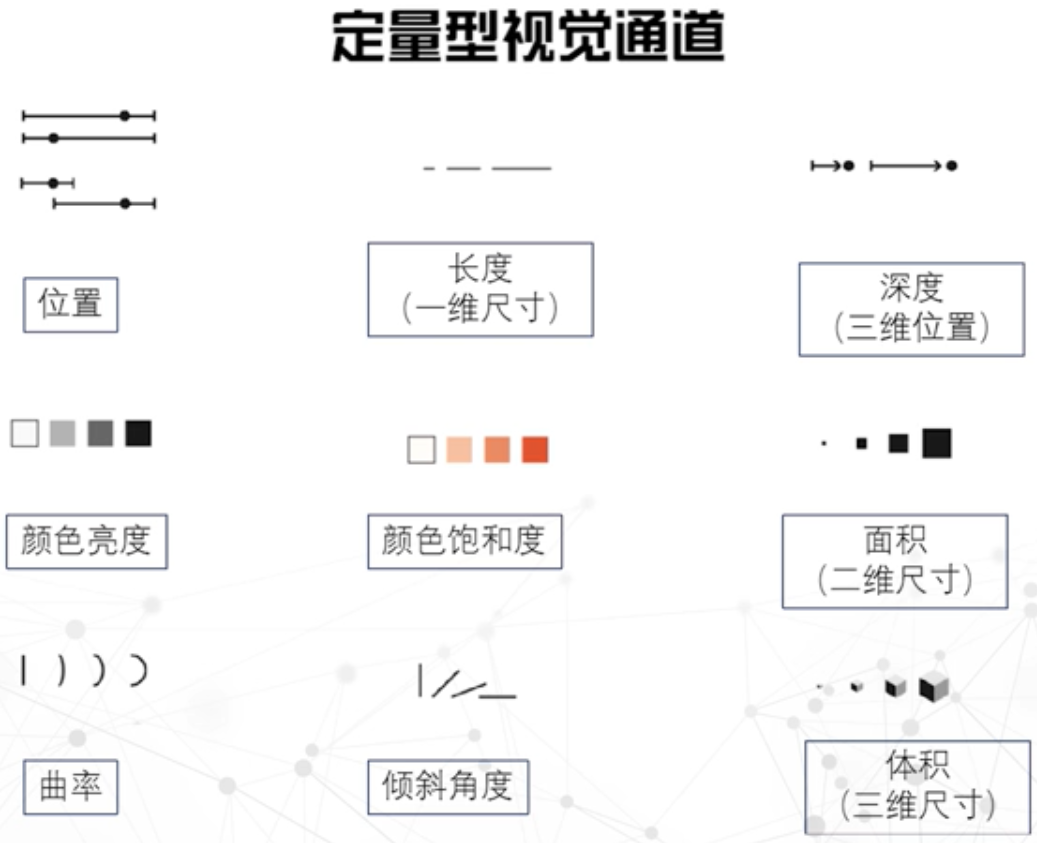 定量型视觉通道
位置
长度
（一维尺寸）
深度
（三维位置）
颜色亮度
颜色饱和度
面积
（二维尺寸）
曲率
倾斜角度
体积
（三维尺寸）